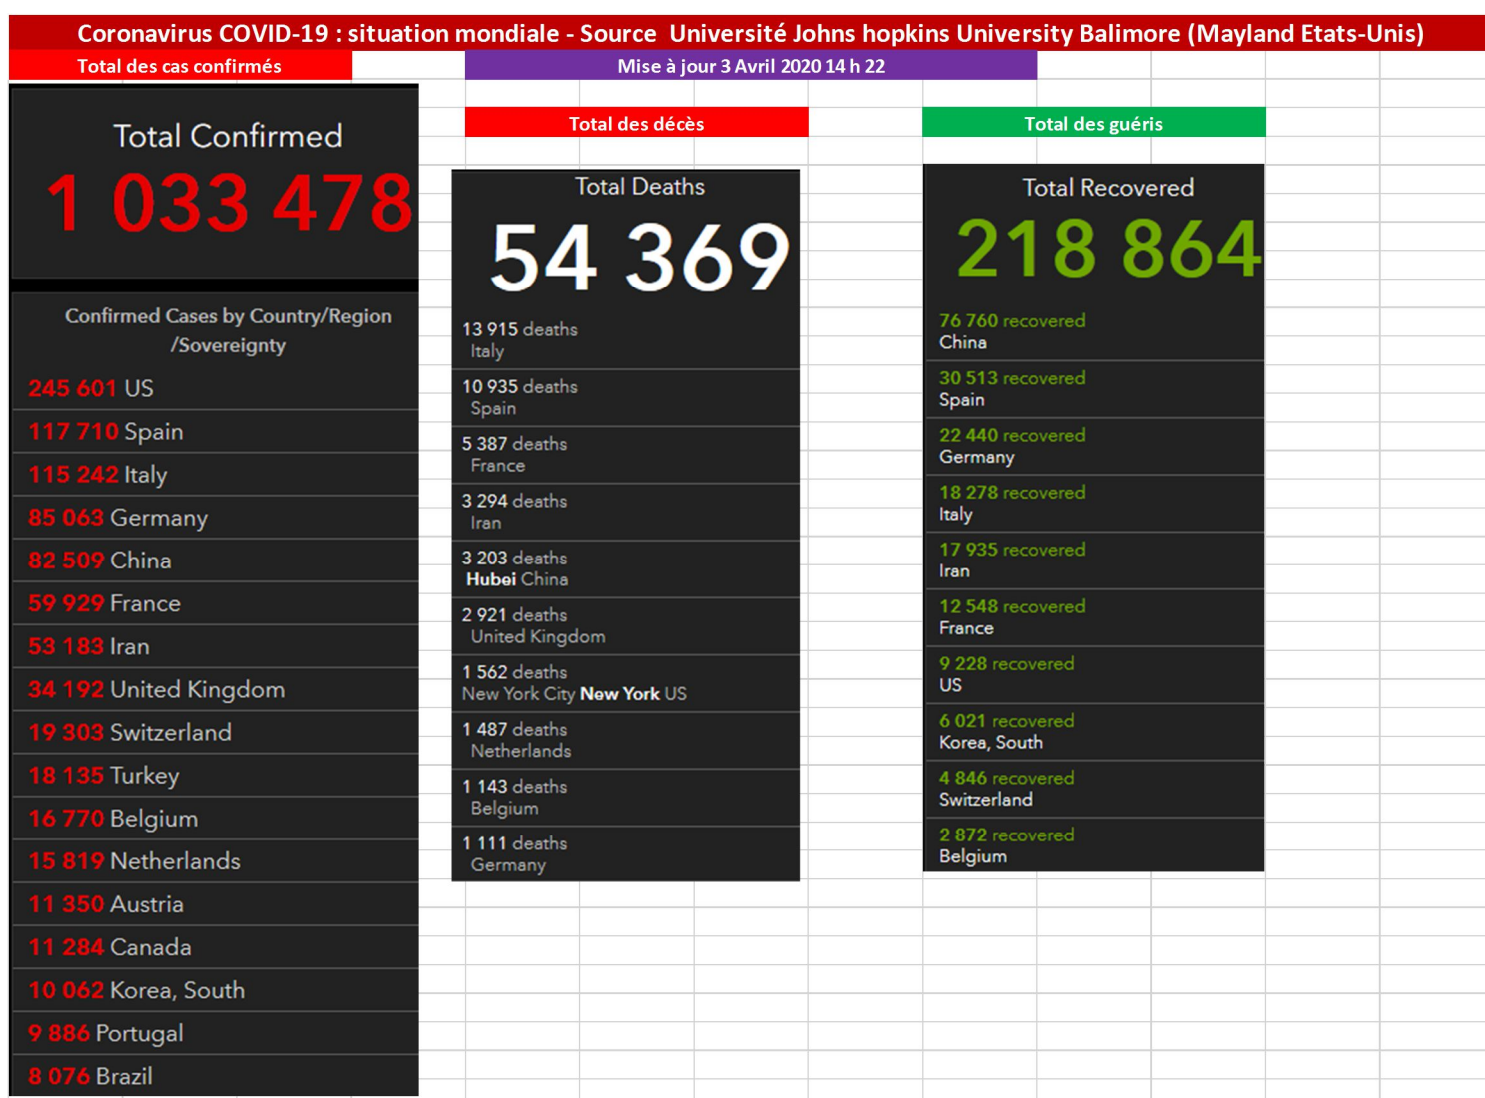 Coronavirus COVID-19 : situation mondiale - Source  Université Johns hopkins University Balimore (Mayland Etats-Unis)
Total des cas confirmés
Mise à jour 3 Avril 2020 14 h 22
Total Confirmed
1 033 478
Confirmed Cases by Country/Region
/Sovereignty
245 601 US
117 710 Spain
115 242 Italy
85 063 Germany
82 509 China
59 929 France
53 183 Iran
34 192 United Kingdom
19 303 Switzerland
18 135 Turkey
16 770 Belgium
15 819 Netherlands
11 350 Austria
11 284 Canada
10 062 Korea, South
9 886 Portugal
8 076 Brazil
Total des décès
Total Deaths
54 369
13 915 deaths
Italy
10 935 deaths
Spain
5 387 deaths
France
3 294 deaths
Iran
3 203 deaths
Hubei China
2 921 deaths
United Kingdom
1 562 deaths
New York City New York US
1 487 deaths
Netherlands
1 143 deaths
Belgium
1 111 deaths
Germany
Total des guéris
Total Recovered
218 864
76 760 recovered
China
30 513 recovered
Spain
22 440 recovered
Germany
18 278 recovered
Italy
17 935 recovered
Iran
12 548 recovered
France
9 228 recovered
US
6 021 recovered
Korea, South
4 846 recovered
Switzerland
2 872 recovered
Belgium